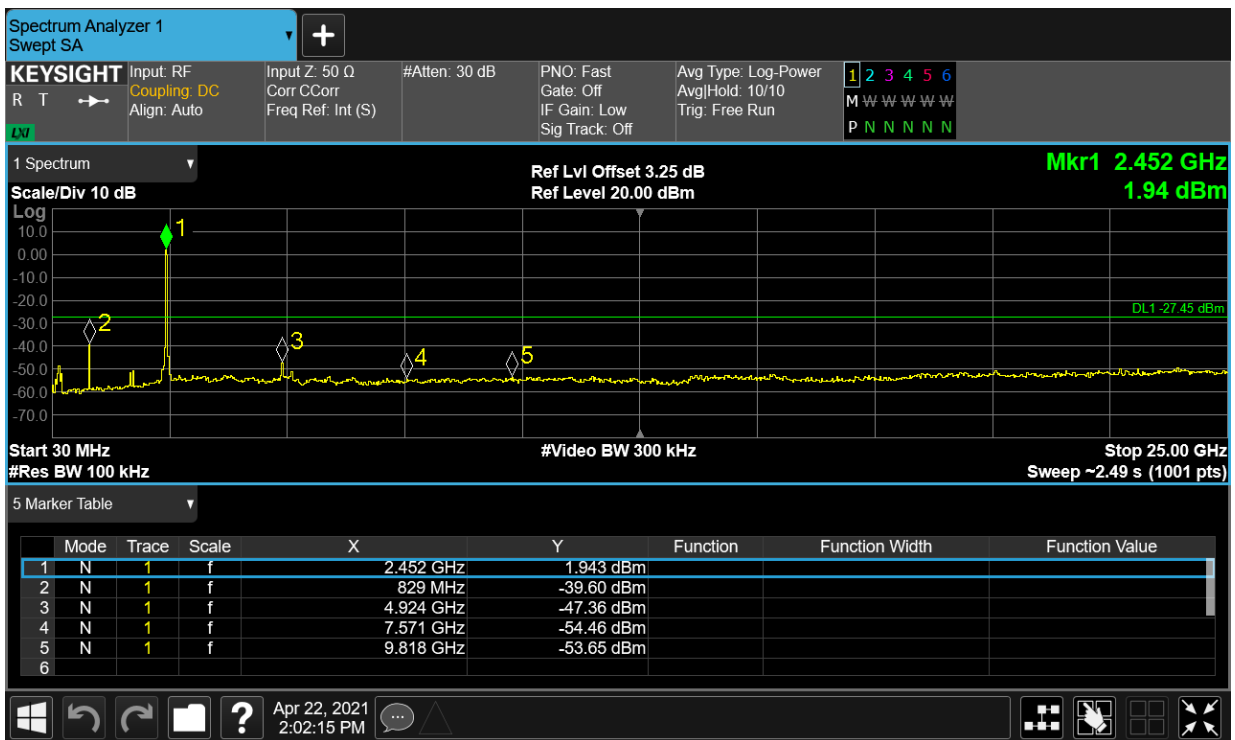 Spectrum Analyzer 1
Swept SA
KEYSIGHT Input: RF Input Z: 50 Ω #Atten: 30 dB PNO: Fast Avg Type: Log-Power 1 2 3 4 5 6
R T Coupling: DC Corr CCorr Gate: Off Avg|Hold: 10/10 M W W W W W
Align: Auto Freq Ref: Int (S) IF Gain: Low Trig: Free Run
LXI Sig Track: Off P N N N N N
1 Spectrum Ref Lvl Offset 3.25 dB Mkr1 2.452 GHz
Scale/Div 10 dB Ref Level 20.00 dBm 1.94 dBm
Log
10.0 1
0.00
-10.0
-20.0 DL1 -27.45 dBm
-30.0 2
-40.0 3
-50.0 4 5
-60.0
-70.0
Start 30 MHz #Video BW 300 kHz Stop 25.00 GHz
#Res BW 100 kHz Sweep ~2.49 s (1001 pts)
5 Marker Table
Mode Trace Scale X Y Function Function Width Function Value
1 N 1 f 2.452 GHz 1.943 dBm
2 N 1 f 829 MHz -39.60 dBm
3 N 1 f 4.924 GHz -47.36 dBm
4 N 1 f 7.571 GHz -54.46 dBm
5 N 1 f 9.818 GHz -53.65 dBm
6
? Apr 22, 2021
2:02:15 PM